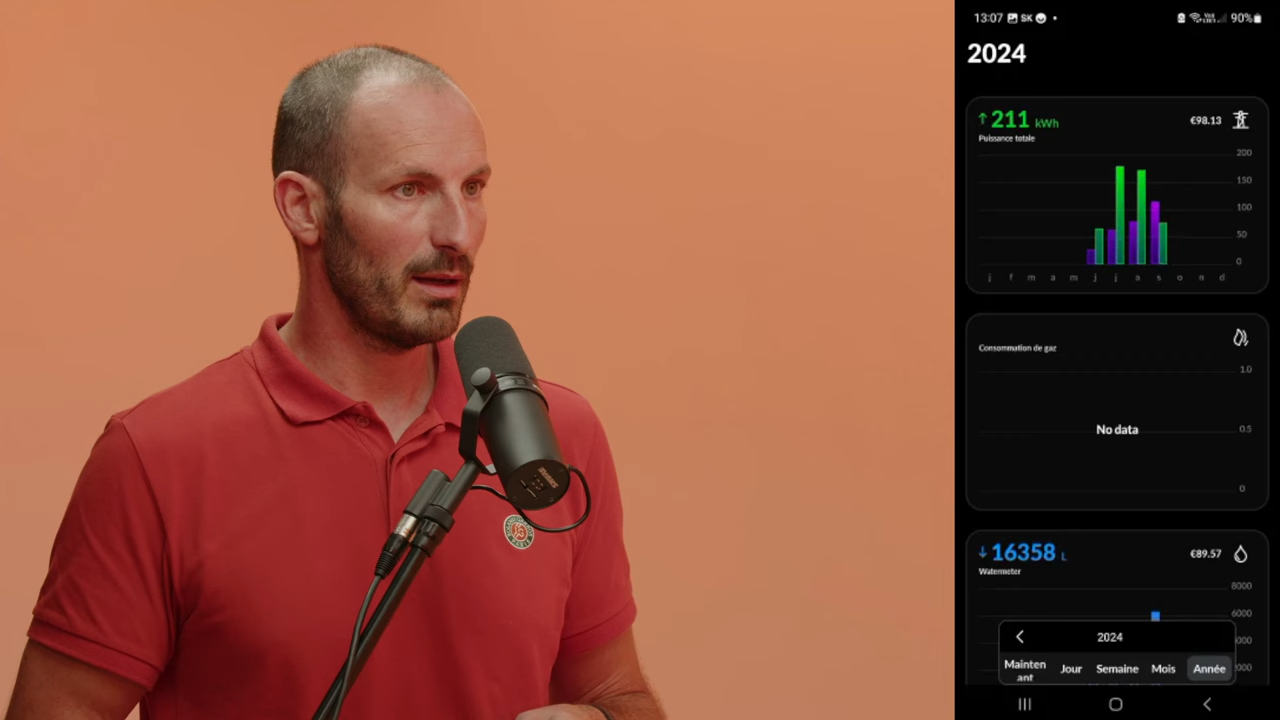 13:07 SK
90%
2024
↑ 211 kWh
€98.13
Puissance totale
200
150
100
50
0
j f m a m j j a s o n d
Consommation de gaz
1.0
No data
0.5
0
↓ 16358 L
€89.57
Watermeter
8000
6000
2024
Mainten
ant
Jour Semaine Mois Année